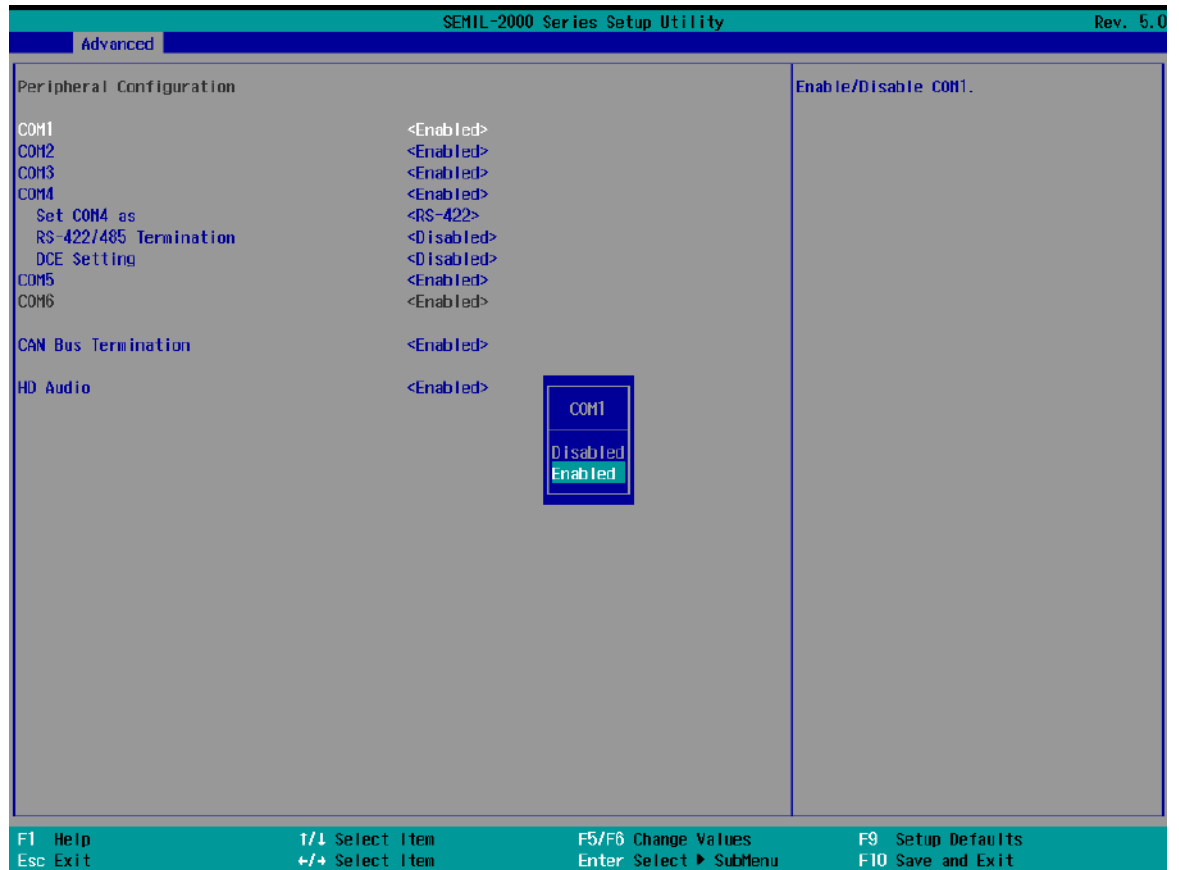 SEMIL-2000 Series Setup Utility Rev. 5.0
Advanced
Peripheral Configuration
Enable/Disable COM1.
COM1 <Enabled>
COM2 <Enabled>
COM3 <Enabled>
COM4 <Enabled>
Set COM4 as <RS-422>
RS-422/485 Termination <Disabled>
DCE Setting <Disabled>
COM5 <Enabled>
COM6 <Enabled>
CAN Bus Termination <Enabled>
HD Audio <Enabled>
COM1
Disabled
Enabled
F1 Help ↑/↓ Select Item F5/F6 Change Values F9 Setup Defaults
Esc Exit ←/→ Select Item Enter Select ▶ SubMenu F10 Save and Exit